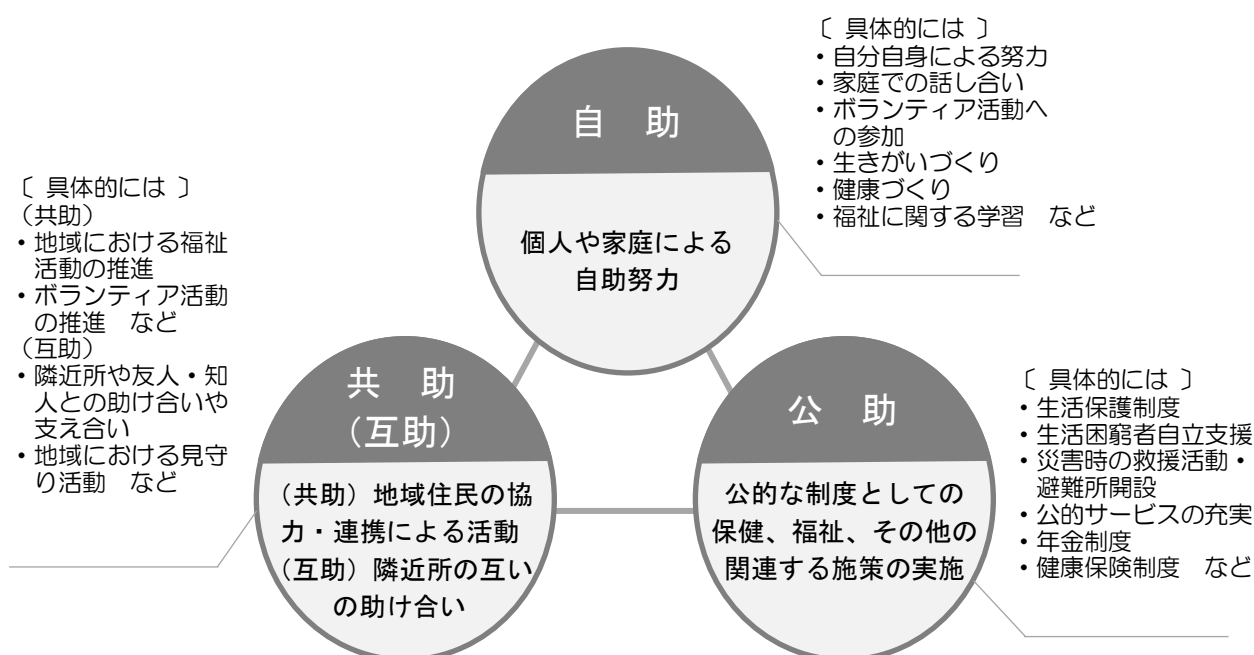 自　助
個人や家庭による
自助努力
〔 具体的には 〕
・自分自身による努力
・家庭での話し合い
・ボランティア活動へ
の参加
・生きがいづくり
・健康づくり
・福祉に関する学習　など
〔 具体的には 〕
（共助）
・地域における福祉
活動の推進
・ボランティア活動
の推進　など
（互助）
・隣近所や友人・知
人との助け合いや
支え合い
・地域における見守
り活動　など
共　助
（互助）
（共助）地域住民の協
力・連携による活動
（互助）隣近所の互い
の助け合い
公　助
公的な制度としての
保健、福祉、その他の
関連する施策の実施
〔 具体的には 〕
・生活保護制度
・生活困窮者自立支援
・災害時の救援活動・
避難所開設
・公的サービスの充実
・年金制度
・健康保険制度　など